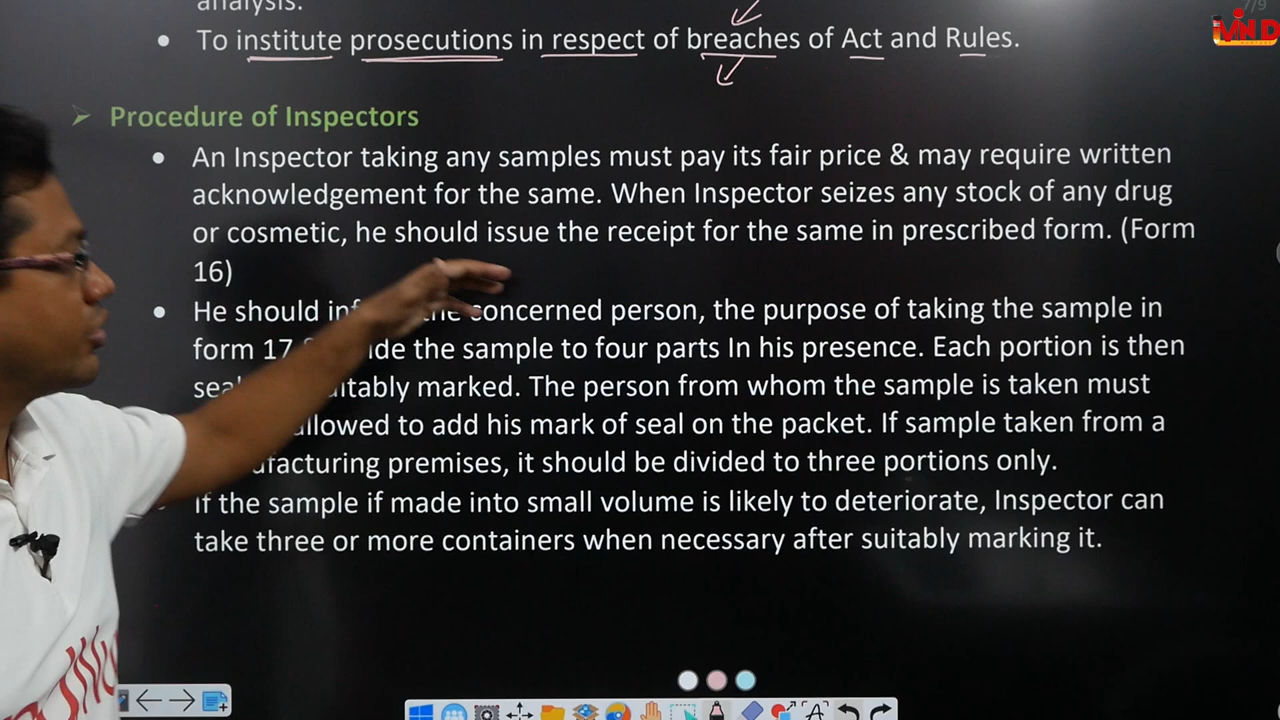 analysis.
• To institute prosecutions in respect of breaches of Act and Rules.
7/9
VND
➢ Procedure of Inspectors
• An Inspector taking any samples must pay its fair price & may require written
acknowledgement for the same. When Inspector seizes any stock of any drug
or cosmetic, he should issue the receipt for the same in prescribed form. (Form
16)
• He should concerned person, the purpose of taking the sample in
form 17 the sample to four parts In his presence. Each portion is then
marked. The person from whom the sample is taken must
allowed to add his mark of seal on the packet. If sample taken from a
premises, it should be divided to three portions only.
If the sample if made into small volume is likely to deteriorate, Inspector can
take three or more containers when necessary after suitably marking it.